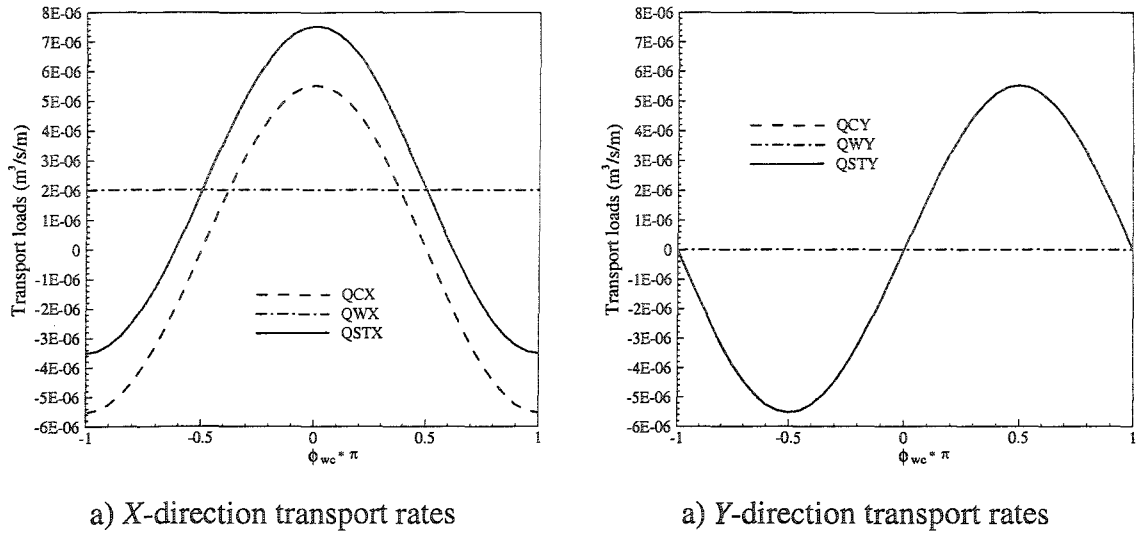 8E-06
7E-06
6E-06
5E-06
4E-06
3E-06
2E-06
1E-06
0
-1E-06
-2E-06
-3E-06
-4E-06
-5E-06
-6E-06
Transport loads (m³/s/m)
QCX
QWX
QSTX
-1 -0.5 0 0.5 1
ϕwc * π
a) X-direction transport rates
8E-06
7E-06
6E-06
5E-06
4E-06
3E-06
2E-06
1E-06
0
-1E-06
-2E-06
-3E-06
-4E-06
-5E-06
-6E-06
Transport loads (m³/s/m)
QCY
QWY
QSTY
-1 -0.5 0 0.5 1
ϕwc * π
a) Y-direction transport rates